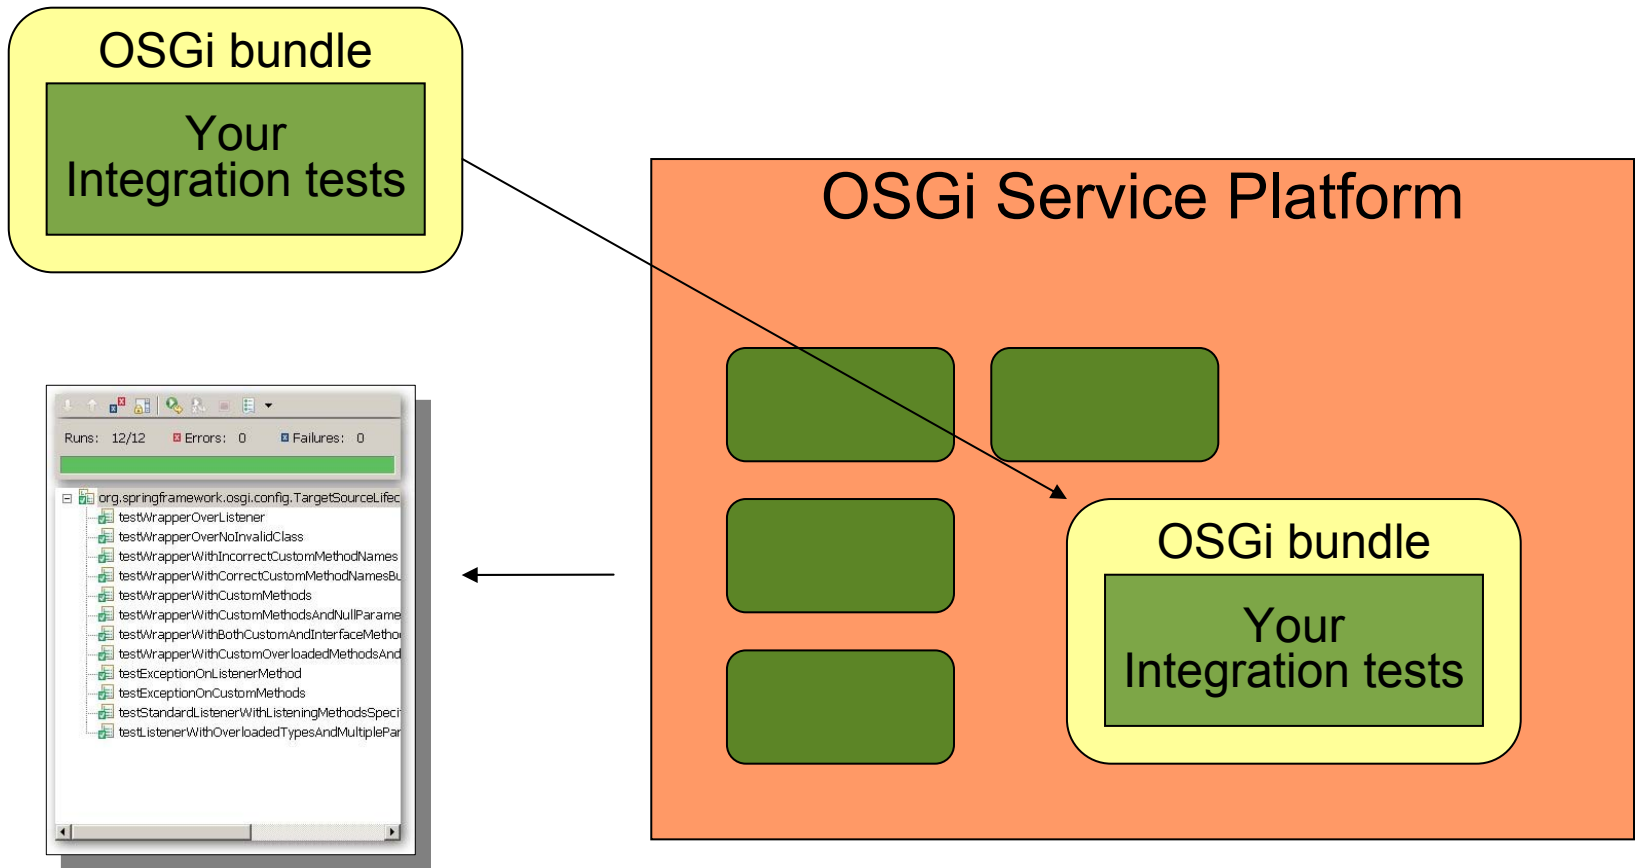 OSGi bundle
Your
Integration tests
OSGi Service Platform
Runs: 12/12 Errors: 0 Failures: 0
org.springframework.osgi.config.TargetSourceLifec
testWrapperOverListener
testWrapperOverNoInvalidClass
testWrapperWithIncorrectCustomMethodNames
testWrapperWithCorrectCustomMethodNamesBu
testWrapperWithCustomMethods
testWrapperWithCustomMethodsAndNullParame
testWrapperWithBothCustomAndInterfaceMetho
testWrapperWithCustomOverloadedMethodsAnd
testExceptionOnListenerMethod
testExceptionOnCustomMethods
testStandardListenerWithListeningMethodsSpecif
testListenerWithOverloadedTypesAndMultiplePar
OSGi bundle
Your
Integration tests